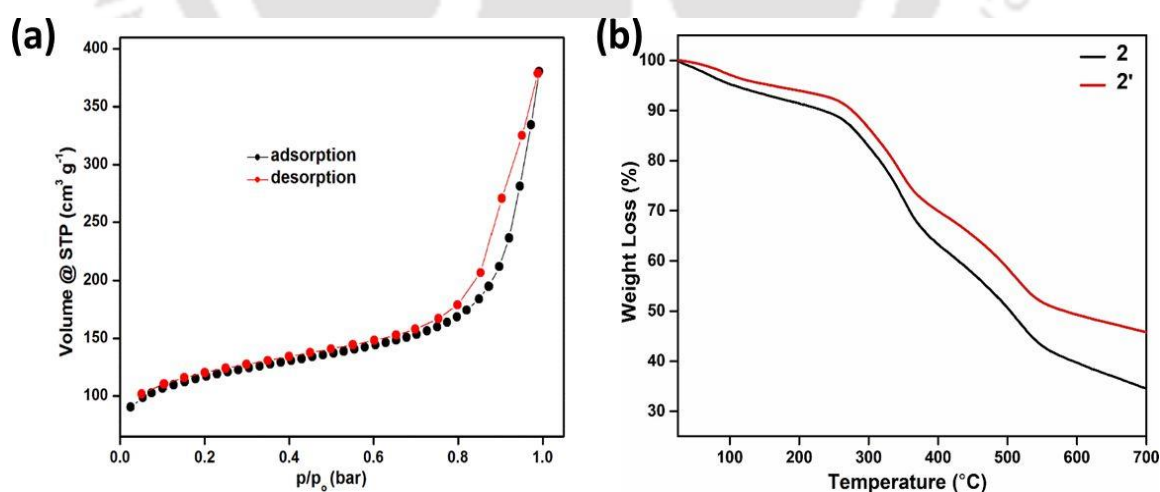 (a)
400
350
300
250
200
150
100
Volume @ STP (cm³ g⁻¹)
adsorption
desorption
0.0 0.2 0.4 0.6 0.8 1.0
p/pₒ (bar)
(b)
100
90
80
70
60
50
40
30
Weight Loss (%)
2
2'
100 200 300 400 500 600 700
Temperature (°C)